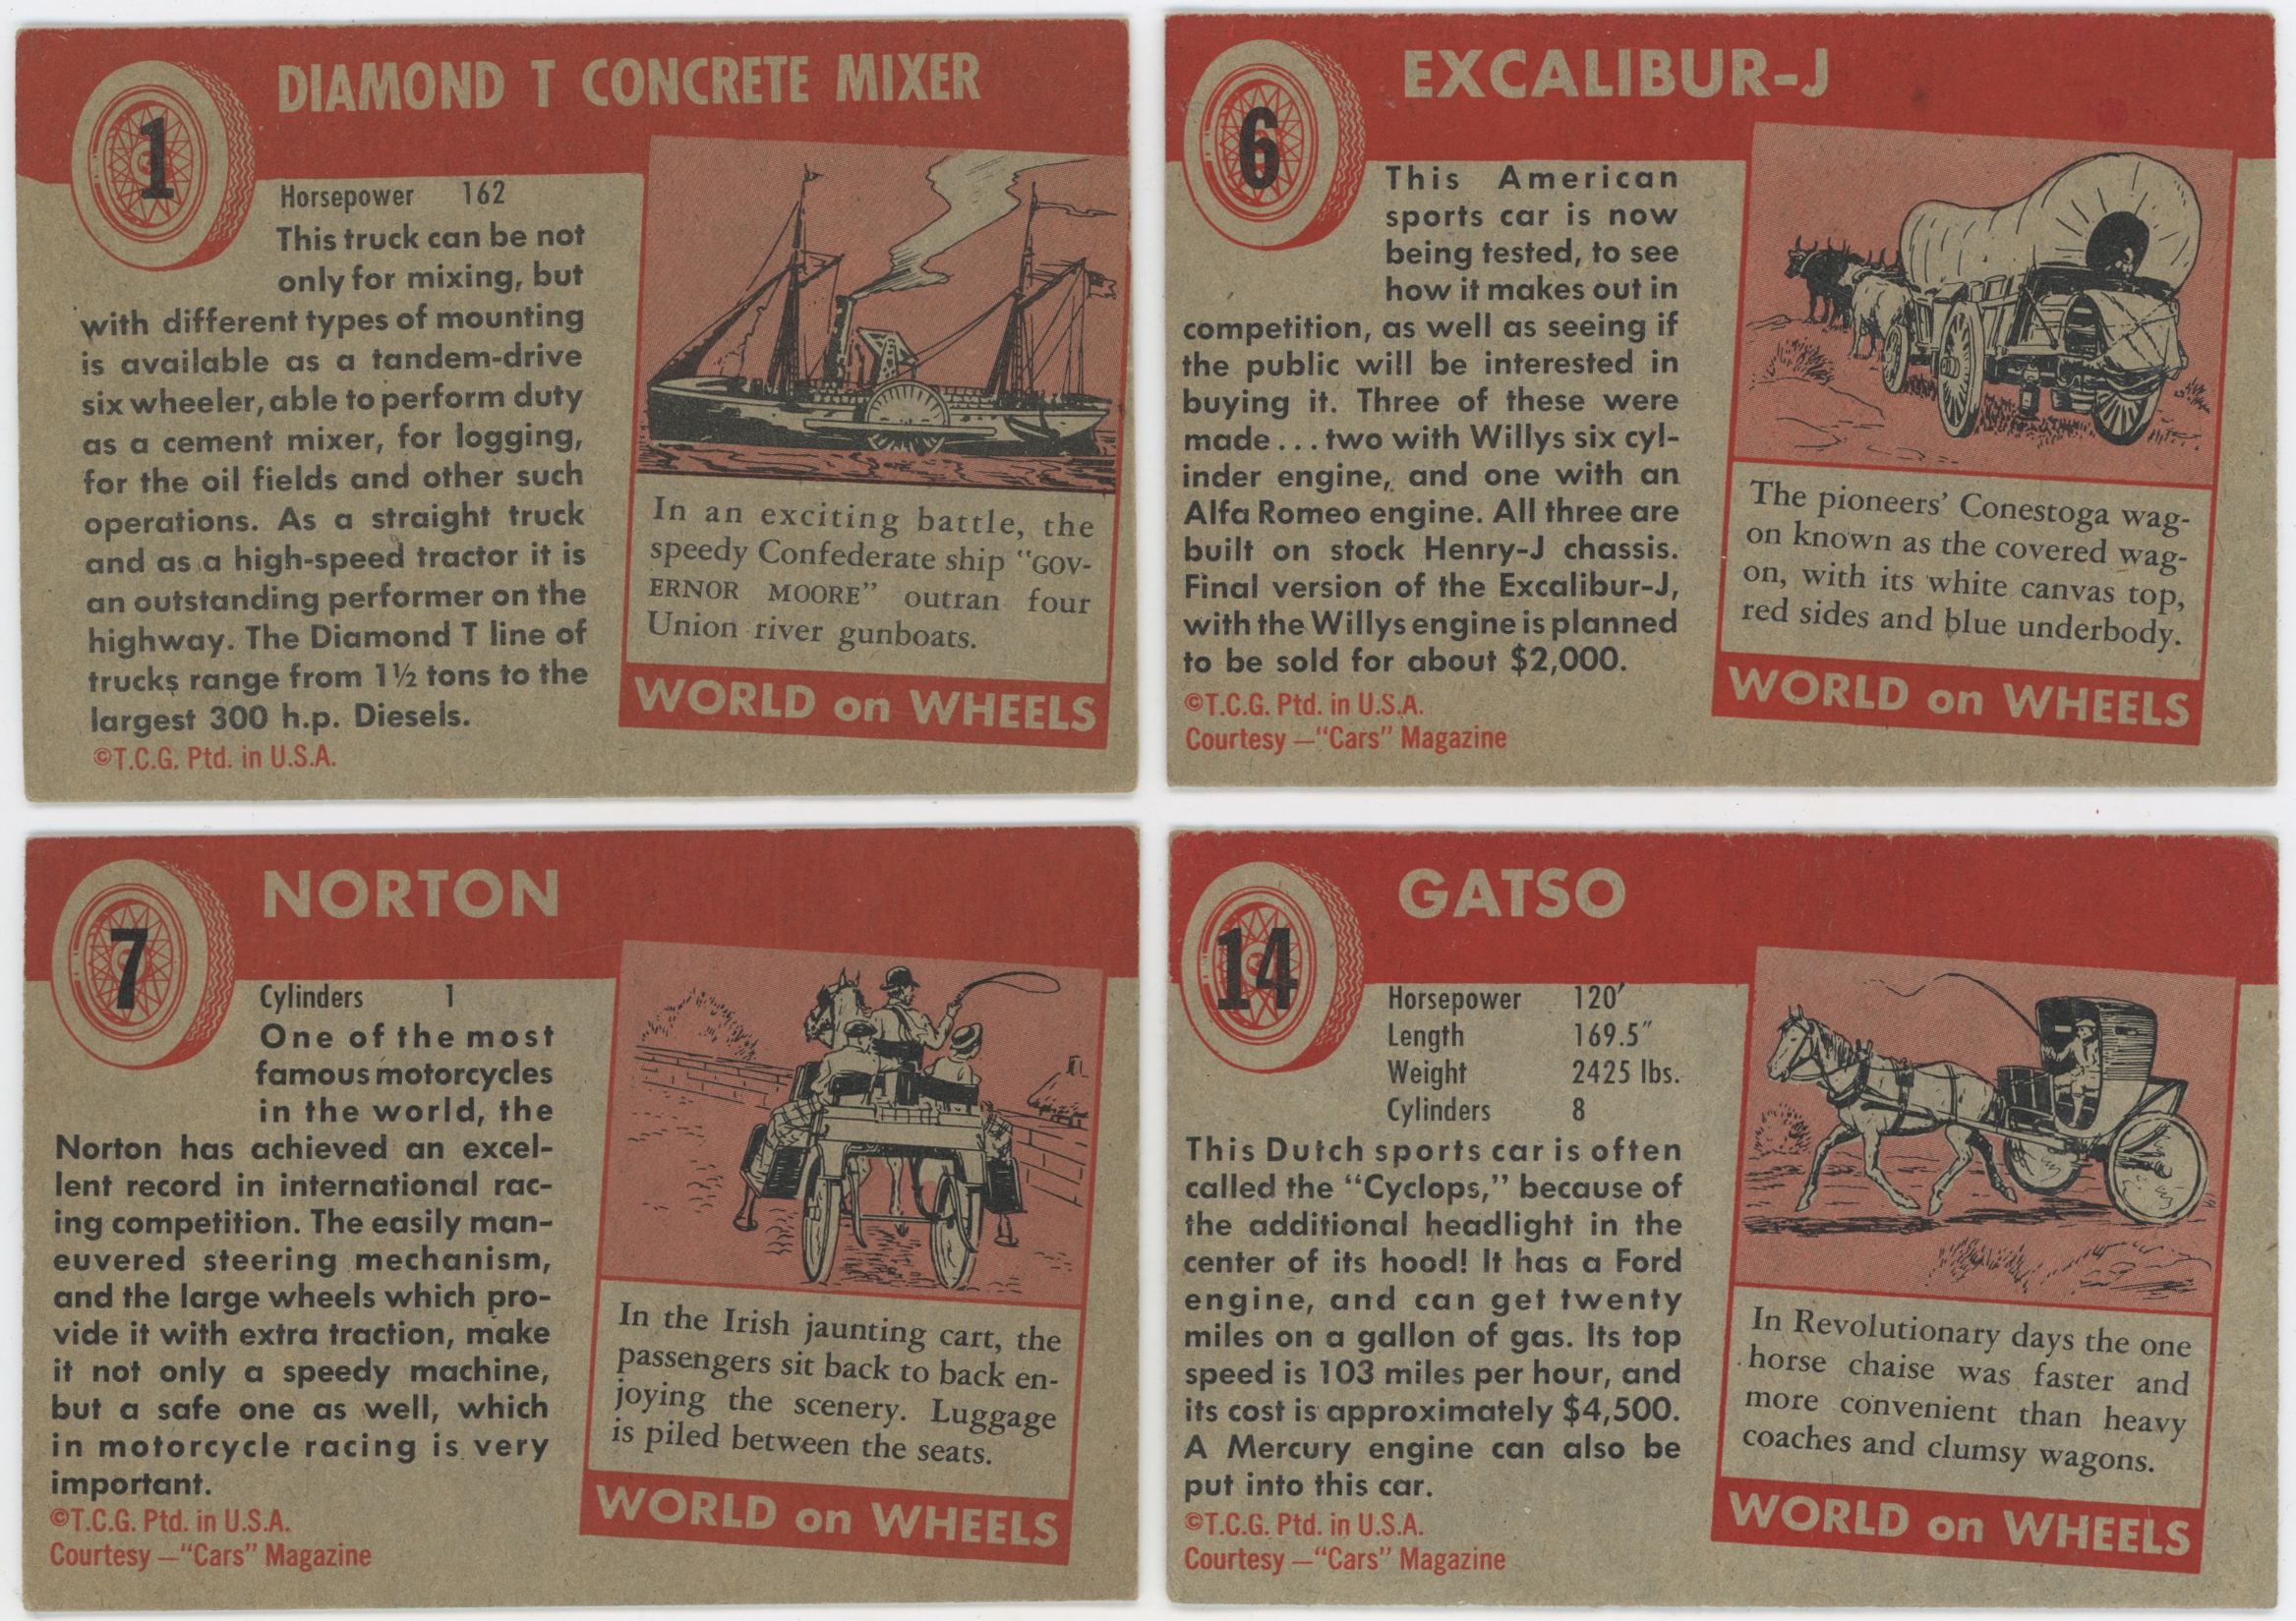 1
DIAMOND T CONCRETE MIXER
Horsepower 162
This truck can be not
only for mixing, but
with different types of mounting
is available as a tandem-drive
six wheeler, able to perform duty
as a cement mixer, for logging,
for the oil fields and other such
operations. As a straight truck
and as a high-speed tractor it is
an outstanding performer on the
highway. The Diamond T line of
trucks range from 1½ tons to the
largest 300 h.p. Diesels.
©T.C.G. Ptd. in U.S.A.
In an exciting battle, the
speedy Confederate ship "GOV-
ERNOR MOORE" outran four
Union river gunboats.
WORLD on WHEELS
6
EXCALIBUR-J
This American
sports car is now
being tested, to see
how it makes out in
competition, as well as seeing if
the public will be interested in
buying it. Three of these were
made... two with Willys six cyl-
inder engine, and one with an
Alfa Romeo engine. All three are
built on stock Henry-J chassis.
Final version of the Excalibur-J,
with the Willys engine is planned
to be sold for about $2,000.
©T.C.G. Ptd. in U.S.A.
Courtesy —"Cars" Magazine
The pioneers' Conestoga wag-
on known as the covered wag-
on, with its white canvas top,
red sides and blue underbody.
WORLD on WHEELS
7
NORTON
Cylinders 1
One of the most
famous motorcycles
in the world, the
Norton has achieved an excel-
lent record in international rac-
ing competition. The easily man-
euvered steering mechanism,
and the large wheels which pro-
vide it with extra traction, make
it not only a speedy machine,
but a safe one as well, which
in motorcycle racing is very
important.
©T.C.G. Ptd. in U.S.A.
Courtesy —"Cars" Magazine
In the Irish jaunting cart, the
passengers sit back to back en-
joying the scenery. Luggage
is piled between the seats.
WORLD on WHEELS
14
GATSO
Horsepower 120'
Length 169.5"
Weight 2425 lbs.
Cylinders 8
This Dutch sports car is often
called the "Cyclops," because of
the additional headlight in the
center of its hood! It has a Ford
engine, and can get twenty
miles on a gallon of gas. Its top
speed is 103 miles per hour, and
its cost is approximately $4,500.
A Mercury engine can also be
put into this car.
©T.C.G. Ptd. in U.S.A.
Courtesy —"Cars" Magazine
In Revolutionary days the one
horse chaise was faster and
more convenient than heavy
coaches and clumsy wagons.
WORLD on WHEELS